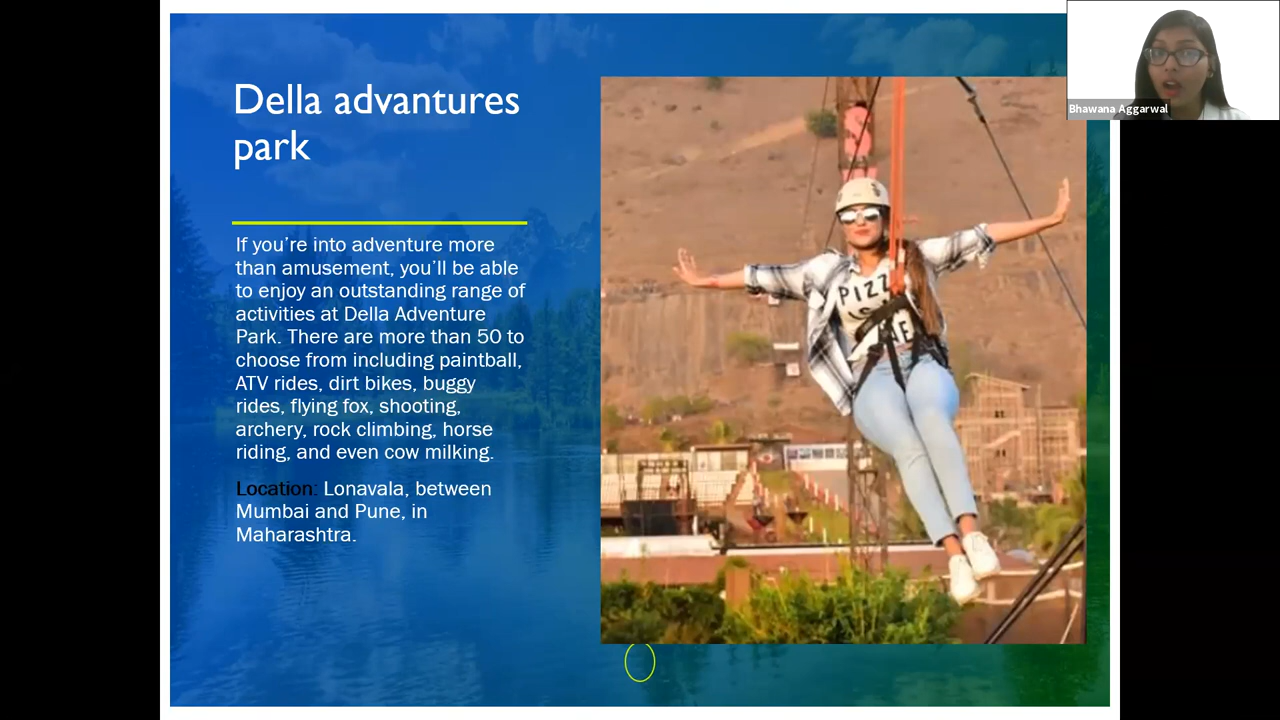 Della advantures
park
If you’re into adventure more
than amusement, you’ll be able
to enjoy an outstanding range of
activities at Della Adventure
Park. There are more than 50 to
choose from including paintball,
ATV rides, dirt bikes, buggy
rides, flying fox, shooting,
archery, rock climbing, horse
riding, and even cow milking.
Location: Lonavala, between
Mumbai and Pune, in
Maharashtra.
Bhawana Aggarwal
PIZZ
IS